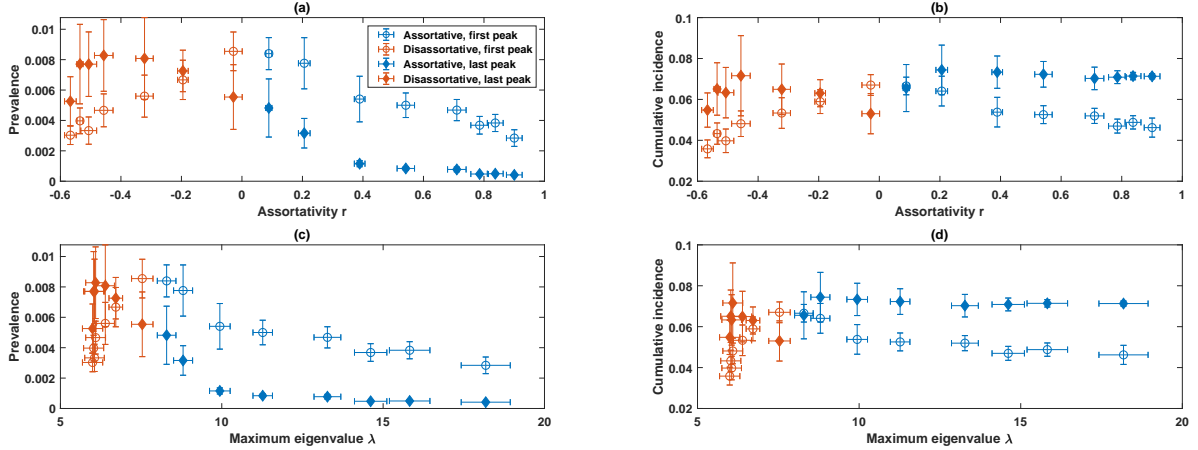 (a)
Prevalence
0.01
0.008
0.006
0.004
0.002
0
-0.6 -0.4 -0.2 0 0.2 0.4 0.6 0.8 1
Assortativity r
Assortative, first peak
Disassortative, first peak
Assortative, last peak
Disassortative, last peak
(b)
Cumulative incidence
0.1
0.08
0.06
0.04
0.02
-0.6 -0.4 -0.2 0 0.2 0.4 0.6 0.8 1
Assortativity r
(c)
Prevalence
0.01
0.008
0.006
0.004
0.002
0
5 10 15 20
Maximum eigenvalue λ
(d)
Cumulative incidence
0.1
0.08
0.06
0.04
0.02
5 10 15 20
Maximum eigenvalue λ